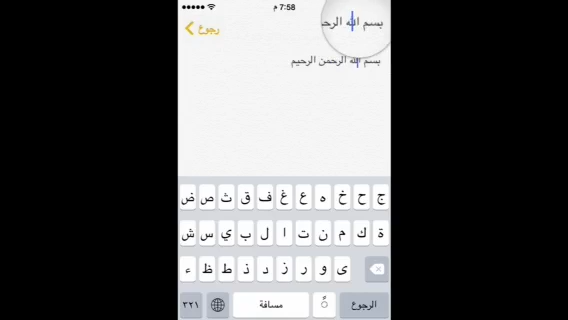 7:58 م
بسم الله الرحـ
رجوع
بسم الله الرحمن الرحيم
ض ص ث ق ف غ ع ه خ ح ج
ش س ي ب ل ا ت ن م ك ة
ء ظ ط ذ د ز ر و ى
٣٢١ مسافة الرجوع